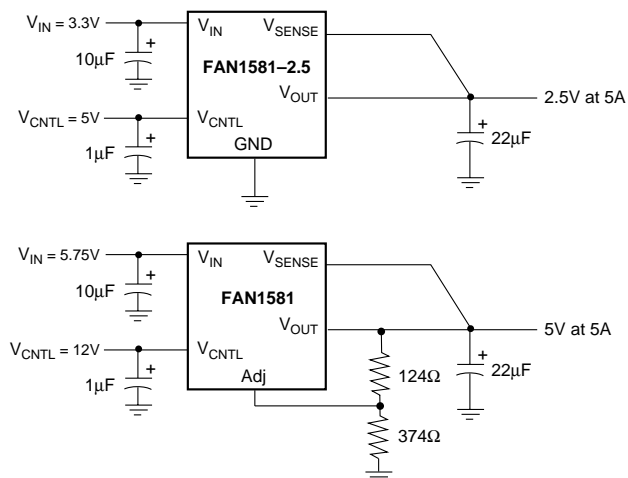 V_IN = 3.3V
10μF
V_IN
V_SENSE
FAN1581–2.5
V_OUT
2.5V at 5A
V_CNTL = 5V
V_CNTL
1μF
GND
22μF
V_IN = 5.75V
10μF
V_IN
V_SENSE
FAN1581
V_OUT
5V at 5A
V_CNTL = 12V
V_CNTL
1μF
Adj
124Ω
22μF
374Ω